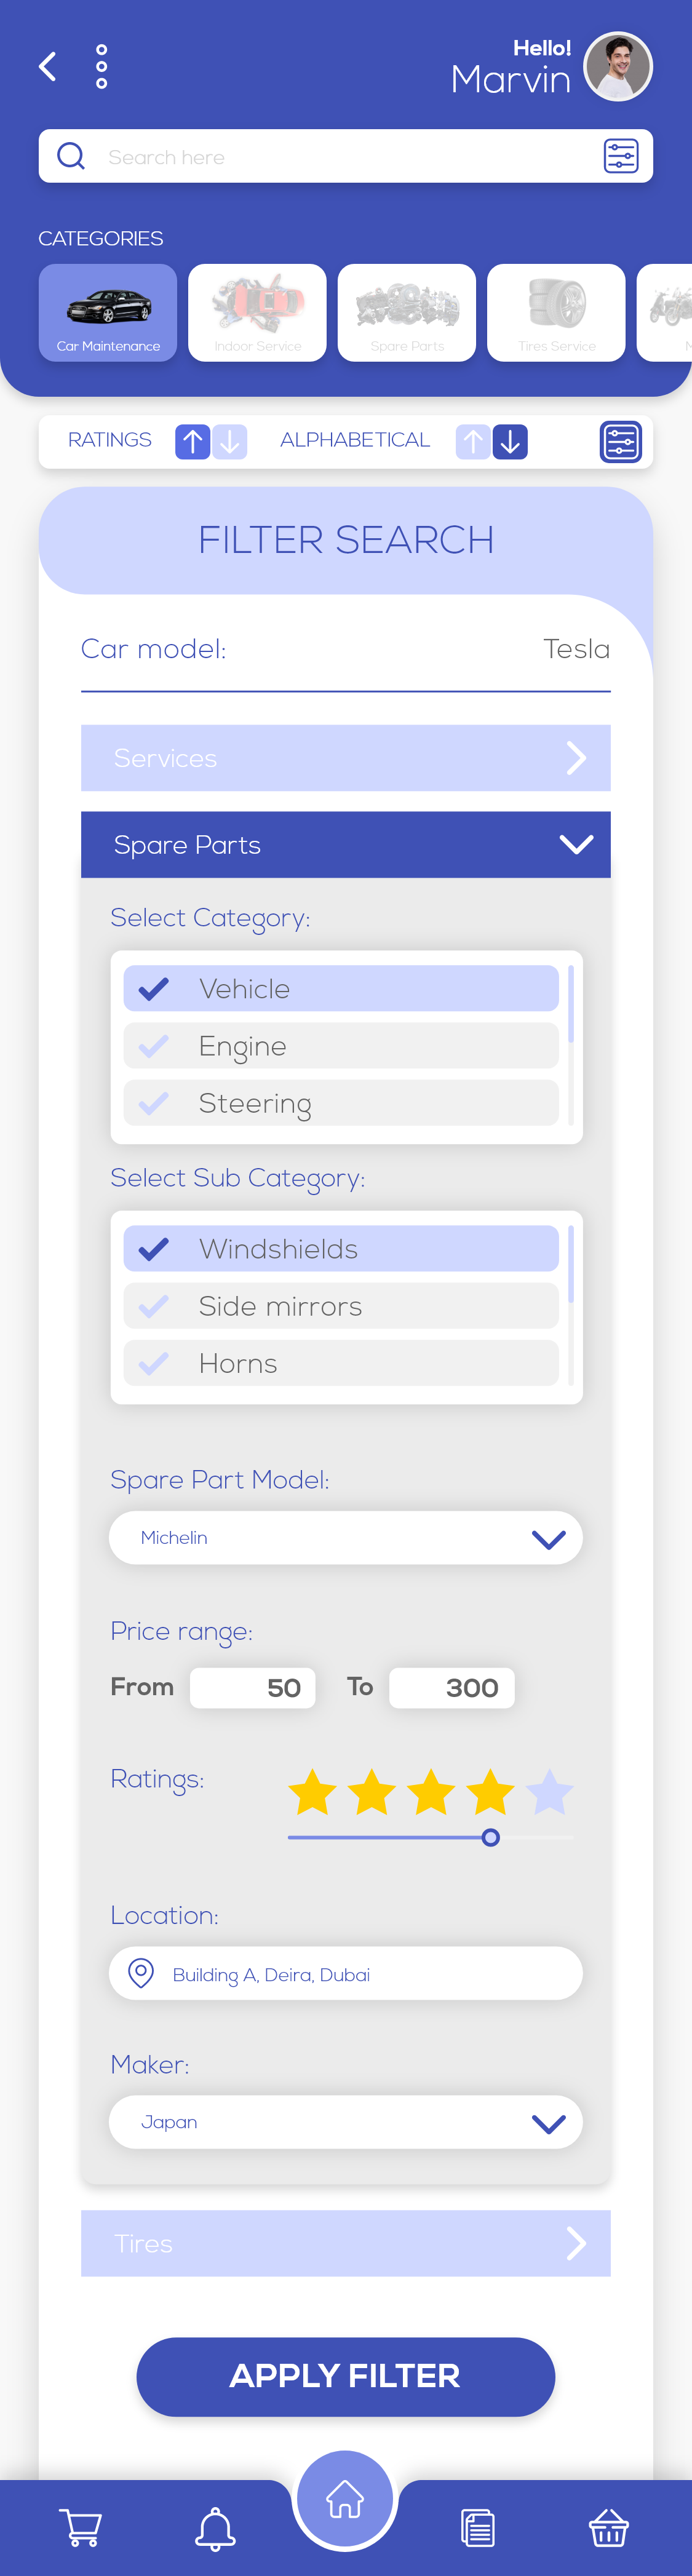 Hello!
Marvin
Search here
CATEGORIES
Car Maintenance
Indoor Service
Spare Parts
Tires Service
M
RATINGS
ALPHABETICAL
FILTER SEARCH
Car model:
Tesla
Services
Spare Parts
Select Category:
Vehicle
Engine
Steering
Select Sub Category:
Windshields
Side mirrors
Horns
Spare Part Model:
Michelin
Price range:
From 50 To 300
Ratings:
Location:
Building A, Deira, Dubai
Maker:
Japan
Tires
APPLY FILTER